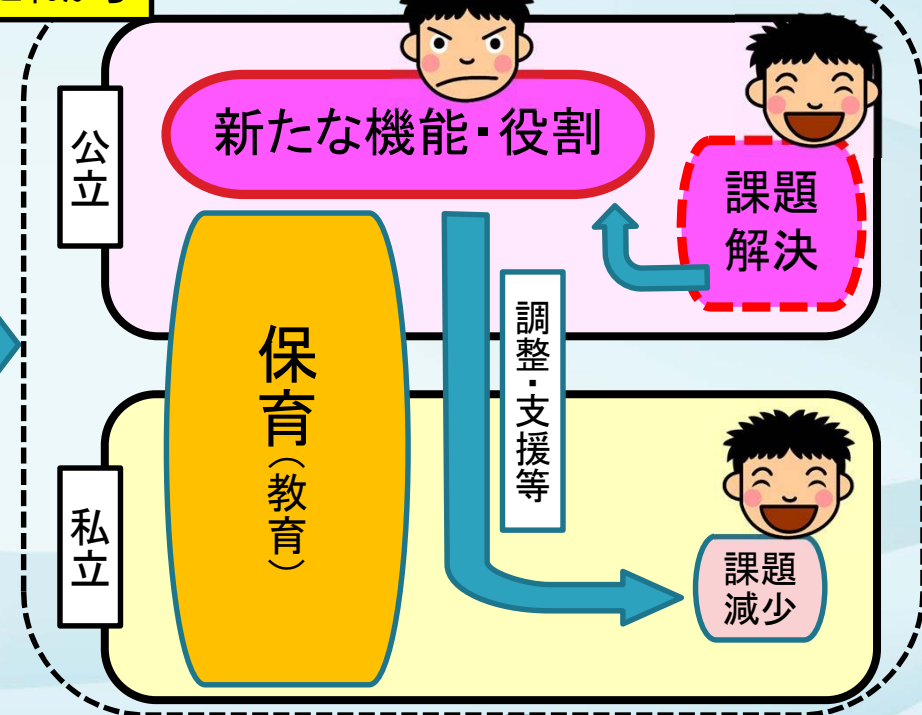 公立
新たな機能・役割
課題
解決
調整・支援等
保育（教育）
私立
課題
減少